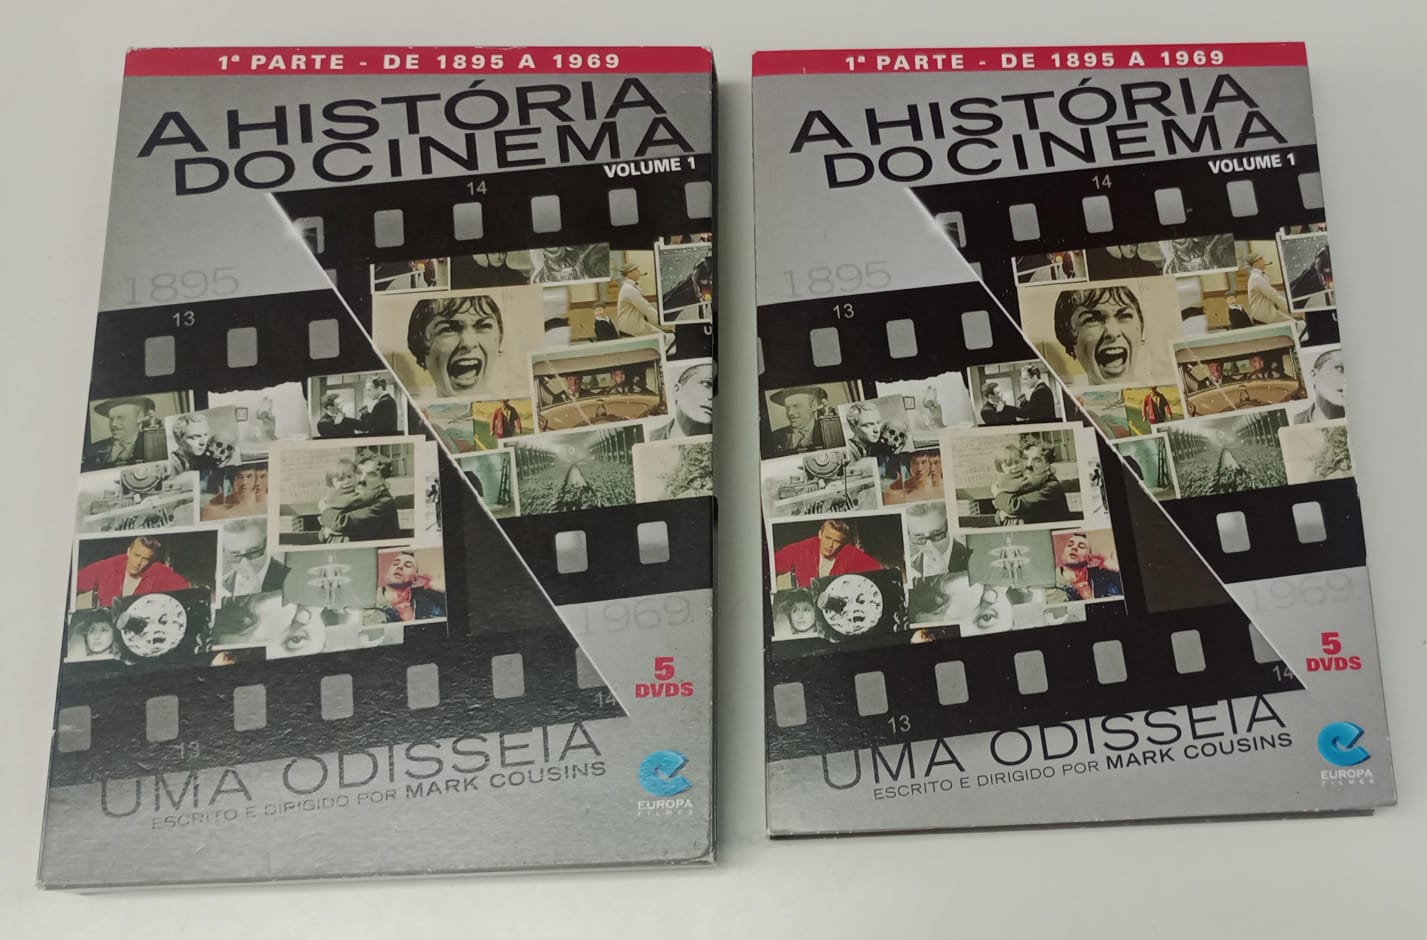 1ª PARTE - DE 1895 A 1969
A HISTÓRIA
DO CINEMA
VOLUME 1
14
1895
13
1969
5
DVDS
14
13
UMA ODISSEIA
ESCRITO E DIRIGIDO POR MARK COUSINS
EUROPA
FILMES
1ª PARTE - DE 1895 A 1969
A HISTÓRIA
DO CINEMA
VOLUME 1
14
1895
13
1969
5
DVDS
14
13
UMA ODISSEIA
ESCRITO E DIRIGIDO POR MARK COUSINS
EUROPA
FILMES